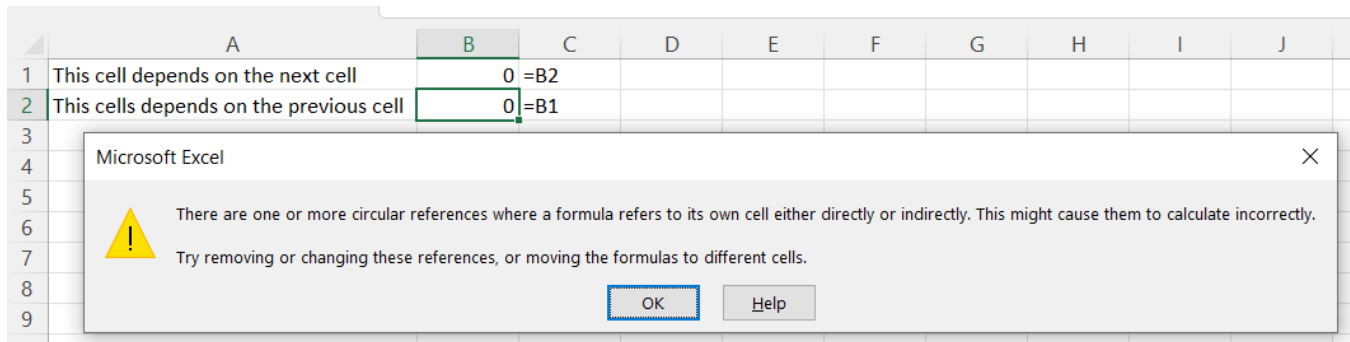 A B C D E F G H I J
1 This cell depends on the next cell 0 =B2
2 This cells depends on the previous cell 0 =B1
3
Microsoft Excel
4
5
There are one or more circular references where a formula refers to its own cell either directly or indirectly. This might cause them to calculate incorrectly.
6
7 Try removing or changing these references, or moving the formulas to different cells.
8 OK Help
9